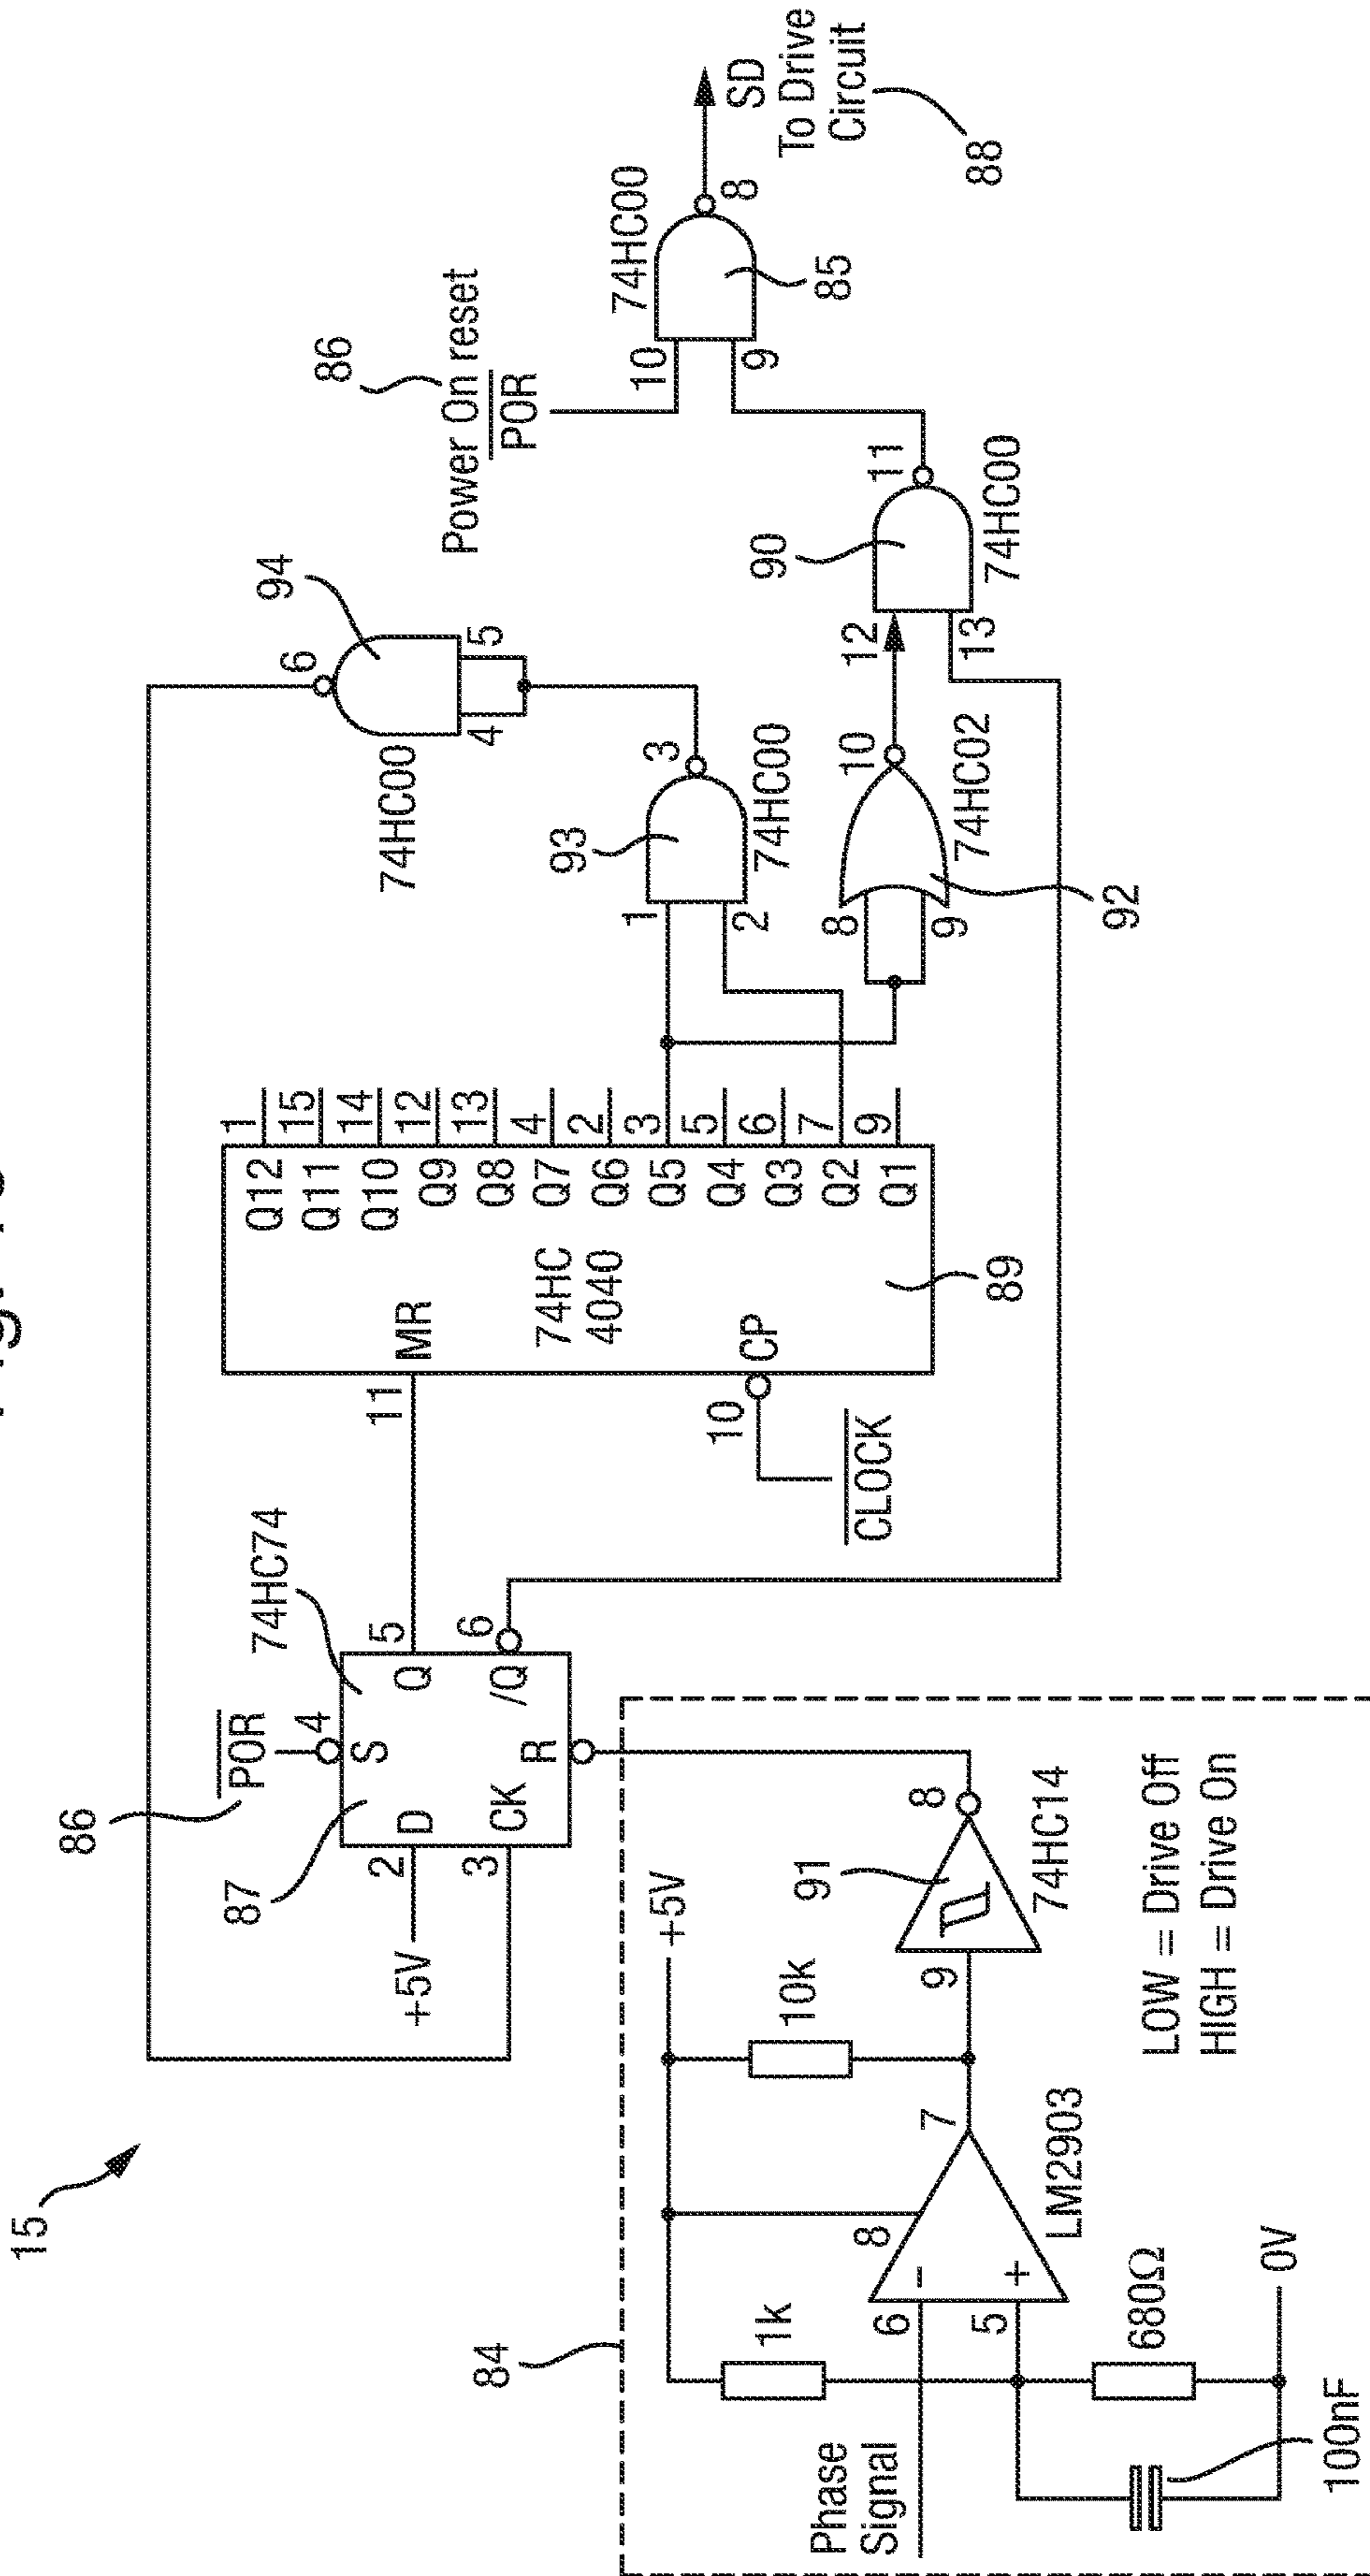 15
86
POR
4
87
S
74HC74
2
D
Q
5
+5V
3
CK
/Q
6
R
11
MR
74HC
4040
10
CP
CLOCK
89
Q12
1
Q11
15
Q10
14
Q9
12
Q8
13
Q7
4
Q6
2
Q5
3
Q4
5
Q3
6
Q2
7
Q1
9
94
6
4
5
74HC00
93
1
2
3
74HC00
8
9
10
74HC02
92
90
12
13
11
74HC00
86
Power On reset
POR
74HC00
10
9
8
85
SD
To Drive
Circuit
88
84
+5V
1k
10k
Phase
Signal
6
−
5
+
8
7
LM2903
680Ω
0V
100nF
91
9
8
74HC14
LOW = Drive Off
HIGH = Drive On